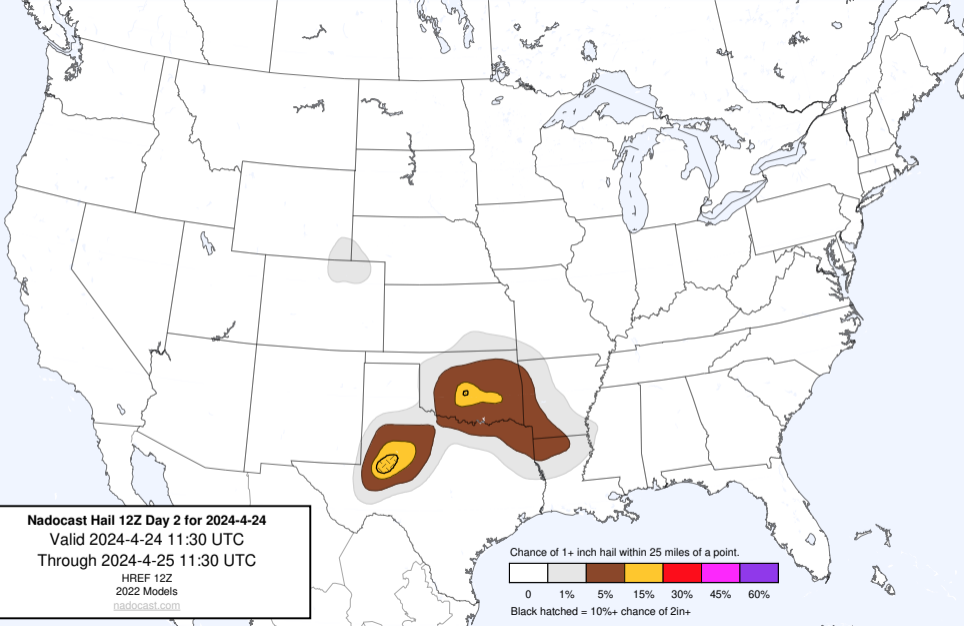 Nadocast Hail 12Z Day 2 for 2024-4-24
Valid 2024-4-24 11:30 UTC
Through 2024-4-25 11:30 UTC
HREF 12Z
2022 Models
nadocast.com
Chance of 1+ inch hail within 25 miles of a point.
0 1% 5% 15% 30% 45% 60%
Black hatched = 10%+ chance of 2in+